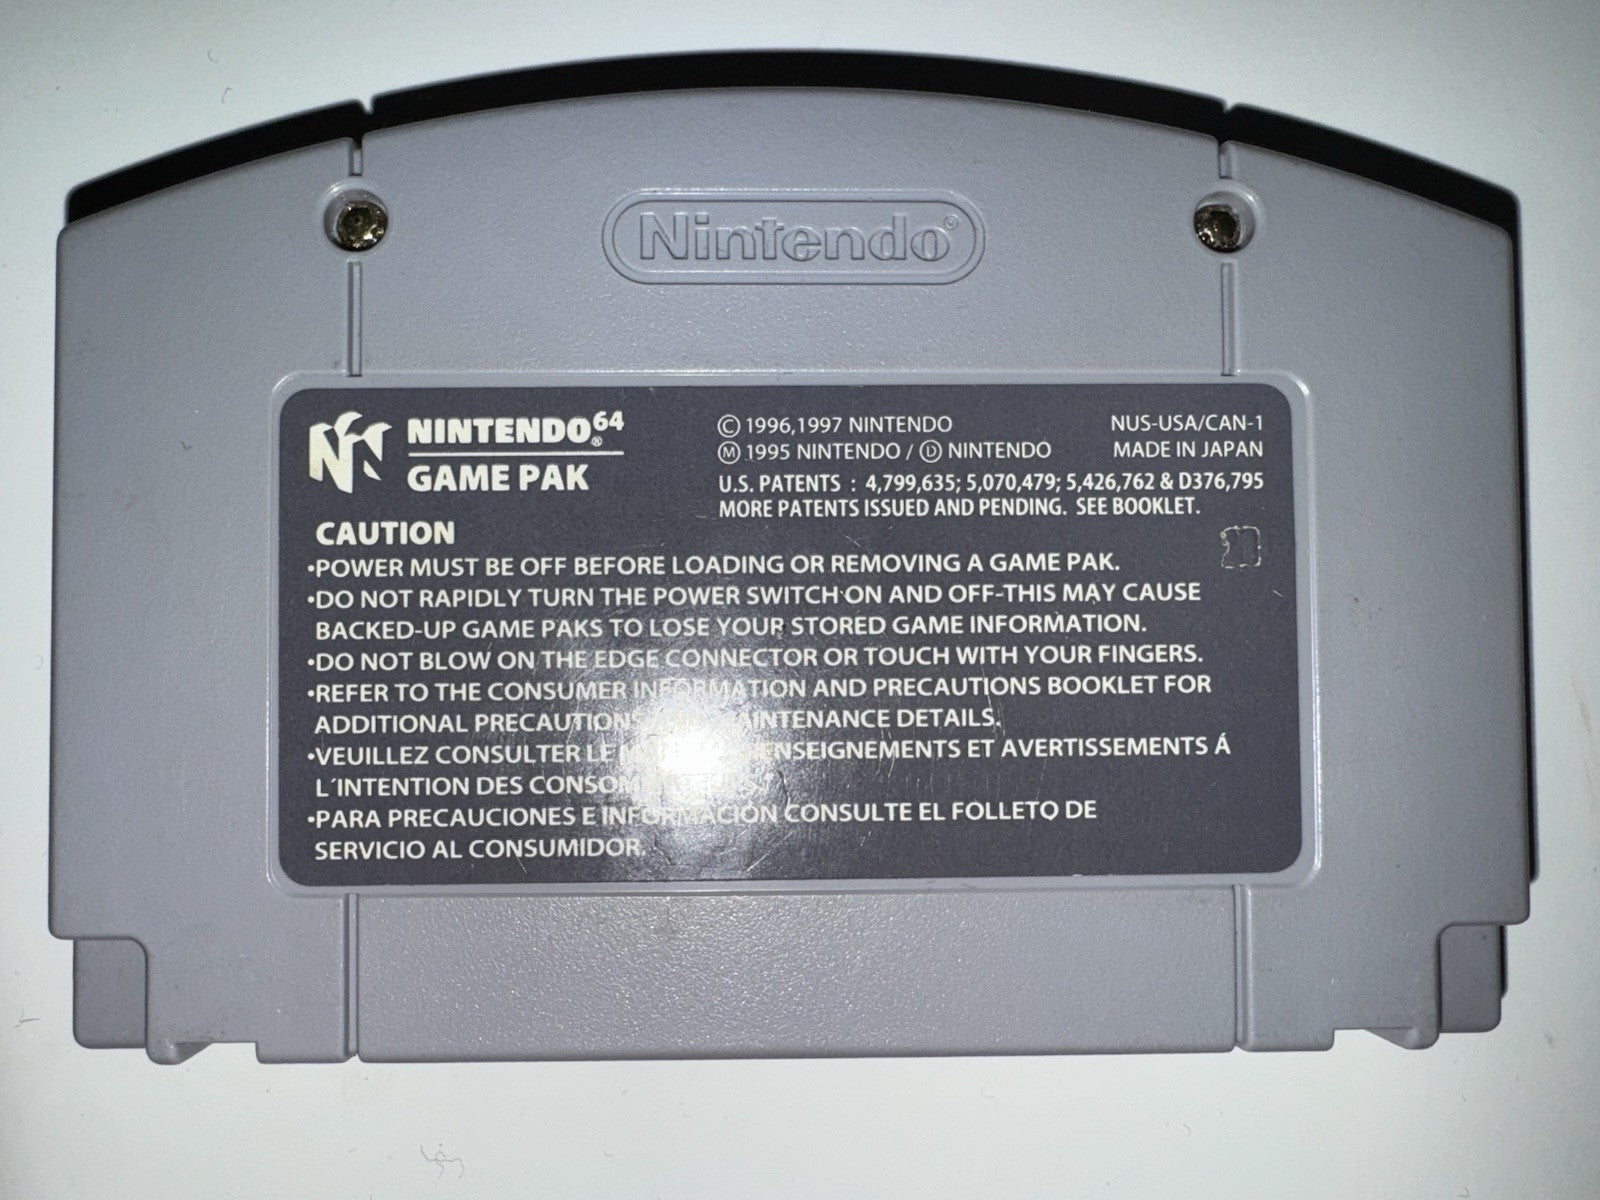 Nintendo©
NINTENDO64®
GAME PAK
© 1996,1997 NINTENDO
Ⓜ 1995 NINTENDO / Ⓓ NINTENDO
NUS-USA/CAN-1
MADE IN JAPAN
U.S. PATENTS : 4,799,635; 5,070,479; 5,426,762 & D376,795
MORE PATENTS ISSUED AND PENDING. SEE BOOKLET.
CAUTION
•POWER MUST BE OFF BEFORE LOADING OR REMOVING A GAME PAK.
•DO NOT RAPIDLY TURN THE POWER SWITCH ON AND OFF-THIS MAY CAUSE
BACKED-UP GAME PAKS TO LOSE YOUR STORED GAME INFORMATION.
•DO NOT BLOW ON THE EDGE CONNECTOR OR TOUCH WITH YOUR FINGERS.
•REFER TO THE CONSUMER INFORMATION AND PRECAUTIONS BOOKLET FOR
ADDITIONAL PRECAUTIONS AND MAINTENANCE DETAILS.
•VEUILLEZ CONSULTER LE ET AVERTISSEMENTS Á
L´INTENTION DES
•PARA PRECAUCIONES E INFORMACIÓN CONSULTE EL FOLLETO DE
SERVICIO AL CONSUMIDOR.